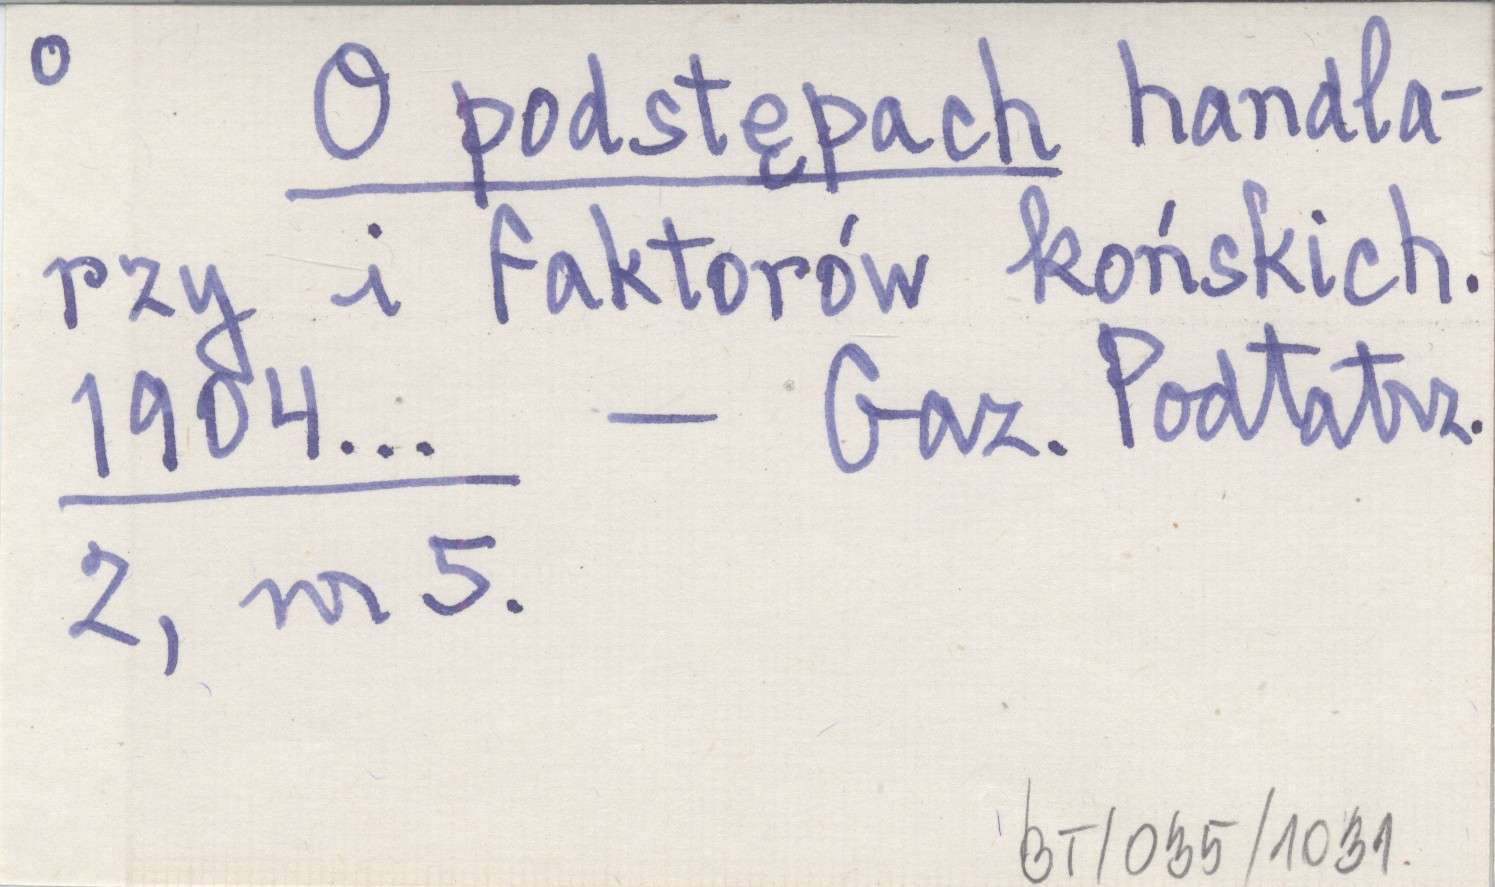 o O podstępach handla-
rzy i faktorów końskich.
1904... — Gaz. Podtatrz.
2, nr 5.
BT/035/1031.